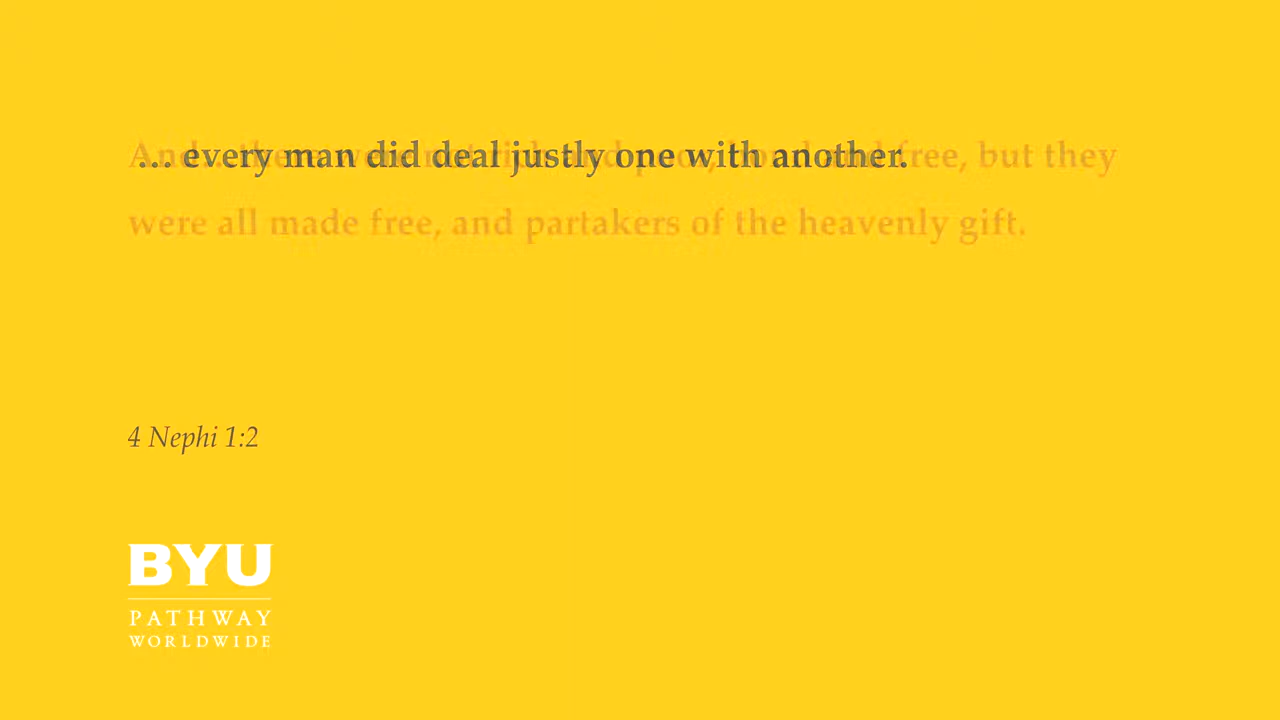 ... every man did deal justly one with another.
free, but they
were all made free, and partakers of the heavenly gift.
4 Nephi 1:2
BYU
PATHWAY
WORLDWIDE